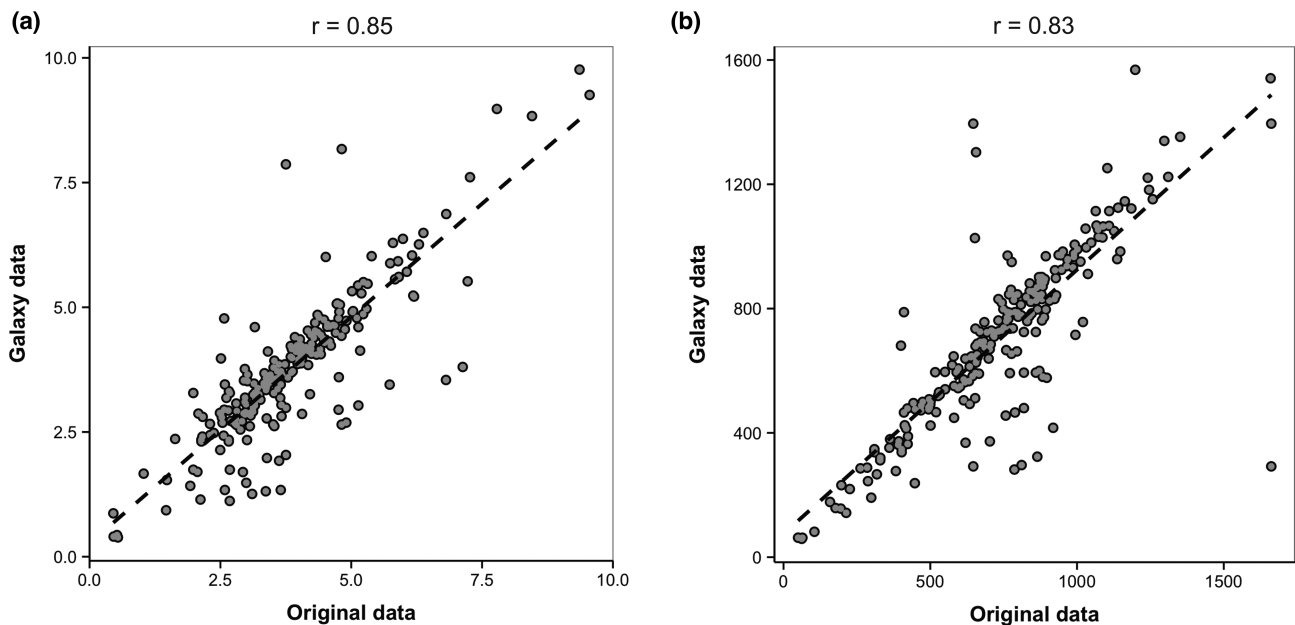 (a)
r = 0.85
10.0
7.5
5.0
2.5
0.0
0.0 2.5 5.0 7.5 10.0
Galaxy data
Original data
(b)
r = 0.83
1600
1200
800
400
0
0 500 1000 1500
Galaxy data
Original data